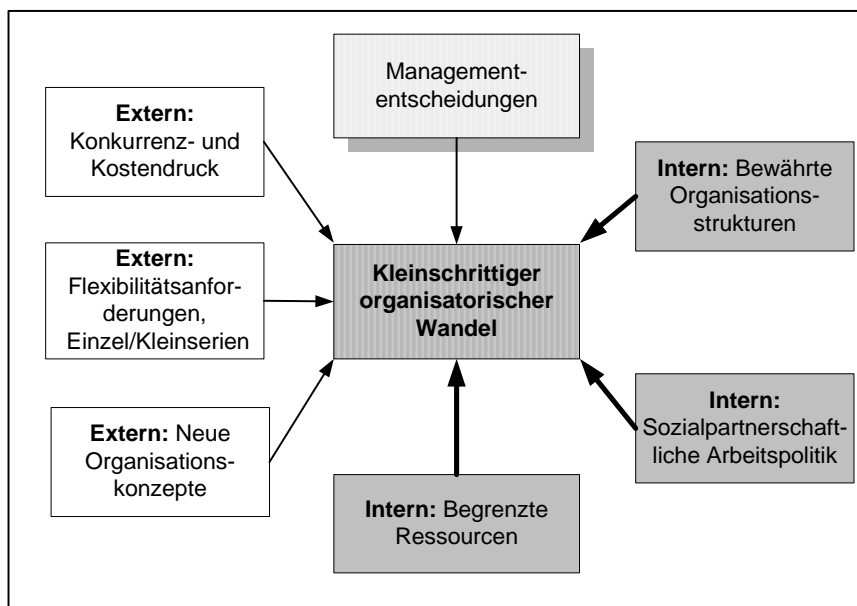 Management-
entscheidungen
Extern:
Konkurrenz- und
Kostendruck
Intern: Bewährte
Organisations-
strukturen
Extern:
Flexibilitätsanfor-
derungen,
Einzel/Kleinserien
Kleinschrittiger
organisatorischer
Wandel
Extern: Neue
Organisations-
konzepte
Intern:
Sozialpartnerschaft-
liche Arbeitspolitik
Intern: Begrenzte
Ressourcen